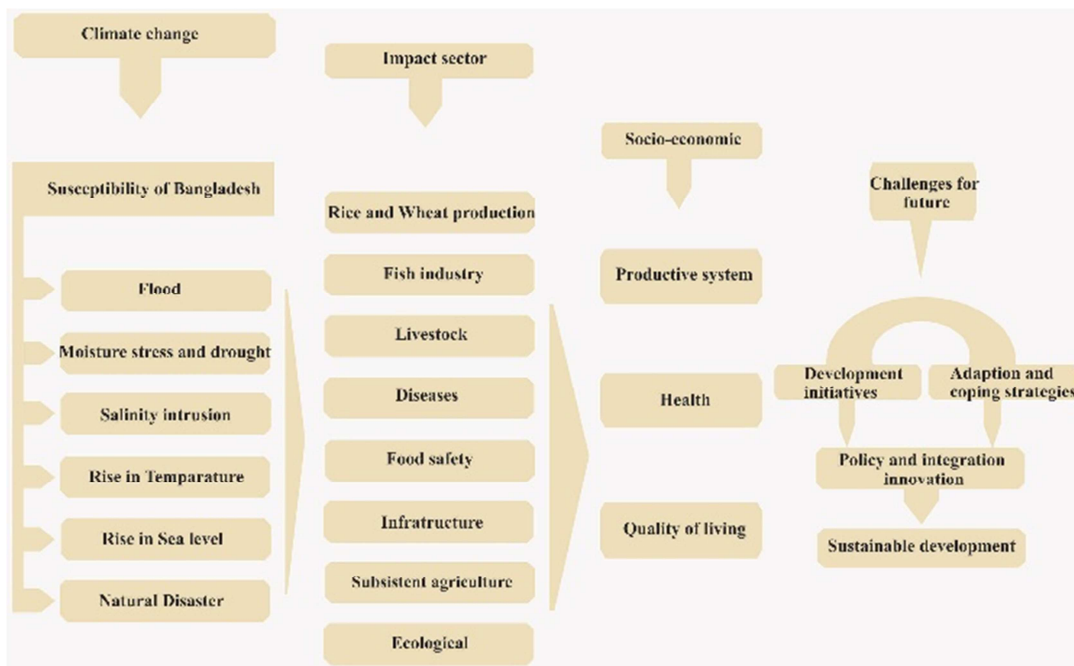 Climate change
Susceptibility of Bangladesh
Flood
Moisture stress and drought
Salinity intrusion
Rise in Temparature
Rise in Sea level
Natural Disaster
Impact sector
Rice and Wheat production
Fish industry
Livestock
Diseases
Food safety
Infratructure
Subsistent agriculture
Ecological
Socio-economic
Productive system
Health
Quality of living
Challenges for
future
Development
initiatives
Adaption and
coping strategies
Policy and integration
innovation
Sustainable development